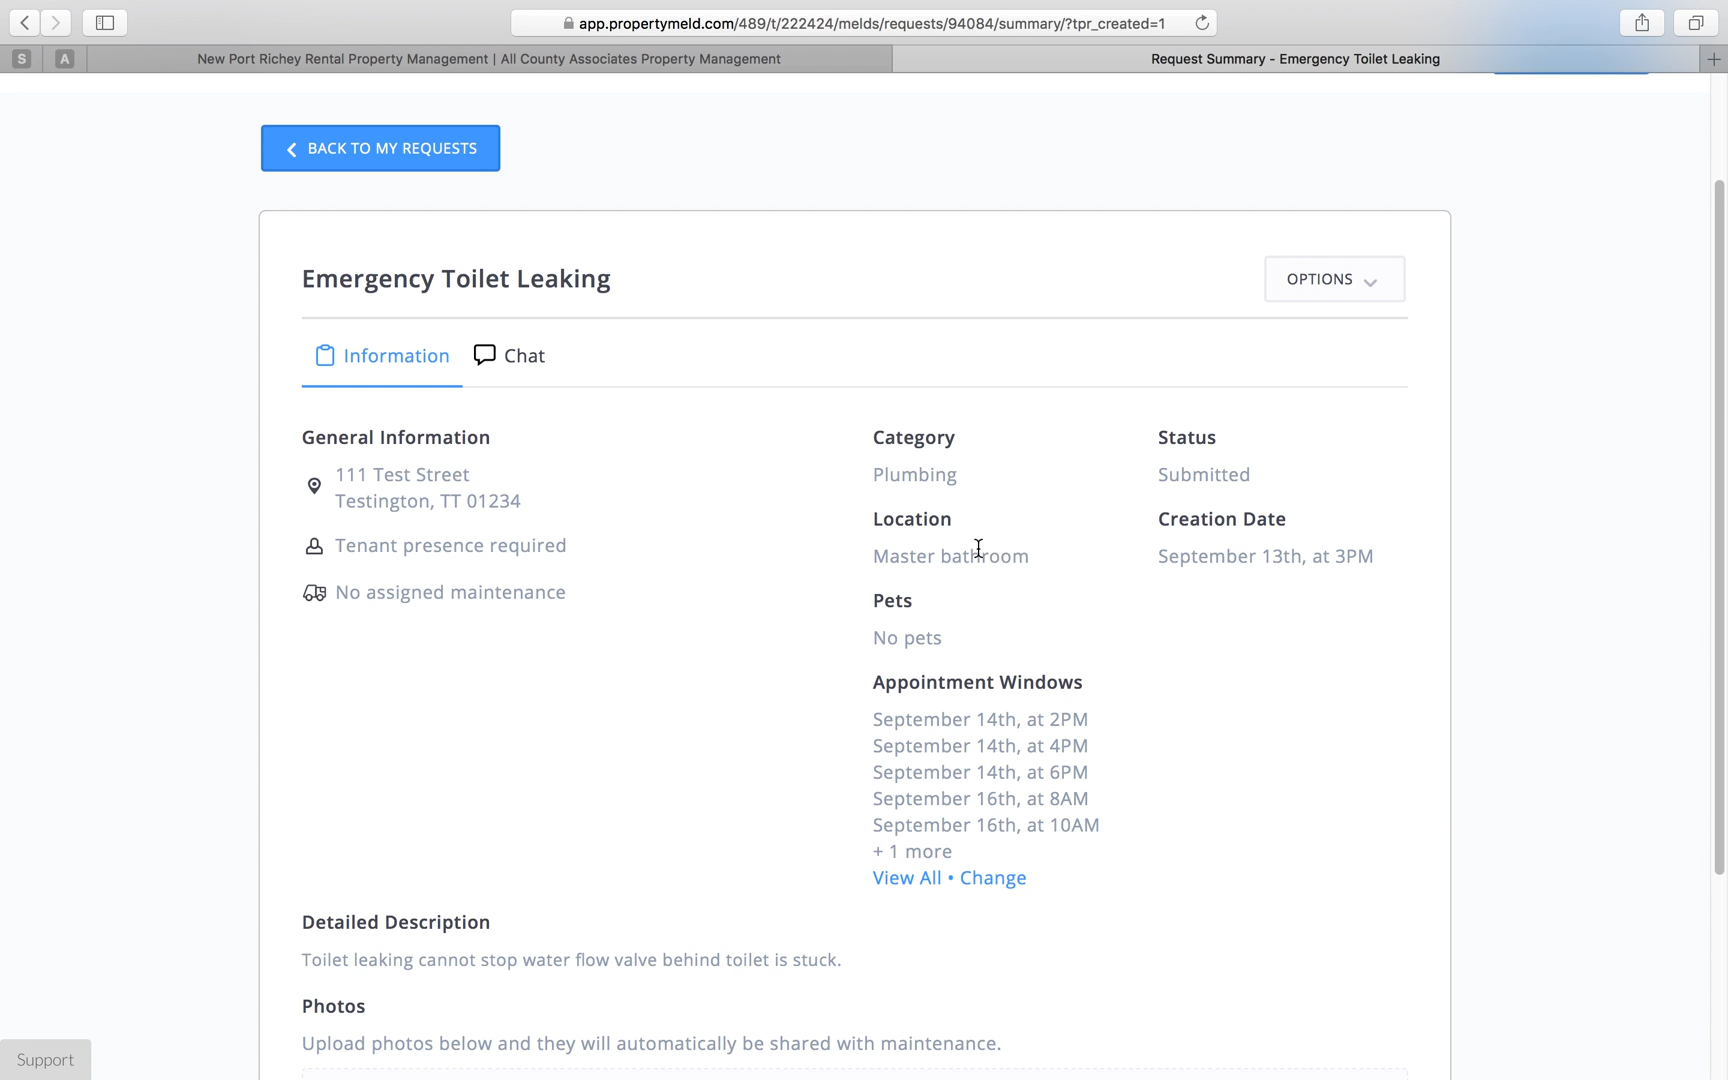 app.propertymeld.com/489/t/222424/melds/requests/94084/summary/?tpr_created=1
S
A
New Port Richey Rental Property Management | All County Associates Property Management
Request Summary - Emergency Toilet Leaking
BACK TO MY REQUESTS
Emergency Toilet Leaking
OPTIONS
Information
Chat
General Information
111 Test Street
Testington, TT 01234
Tenant presence required
No assigned maintenance
Category
Plumbing
Location
Master bathroom
Pets
No pets
Appointment Windows
September 14th, at 2PM
September 14th, at 4PM
September 14th, at 6PM
September 16th, at 8AM
September 16th, at 10AM
+ 1 more
View All • Change
Status
Submitted
Creation Date
September 13th, at 3PM
Detailed Description
Toilet leaking cannot stop water flow valve behind toilet is stuck.
Photos
Upload photos below and they will automatically be shared with maintenance.
Support